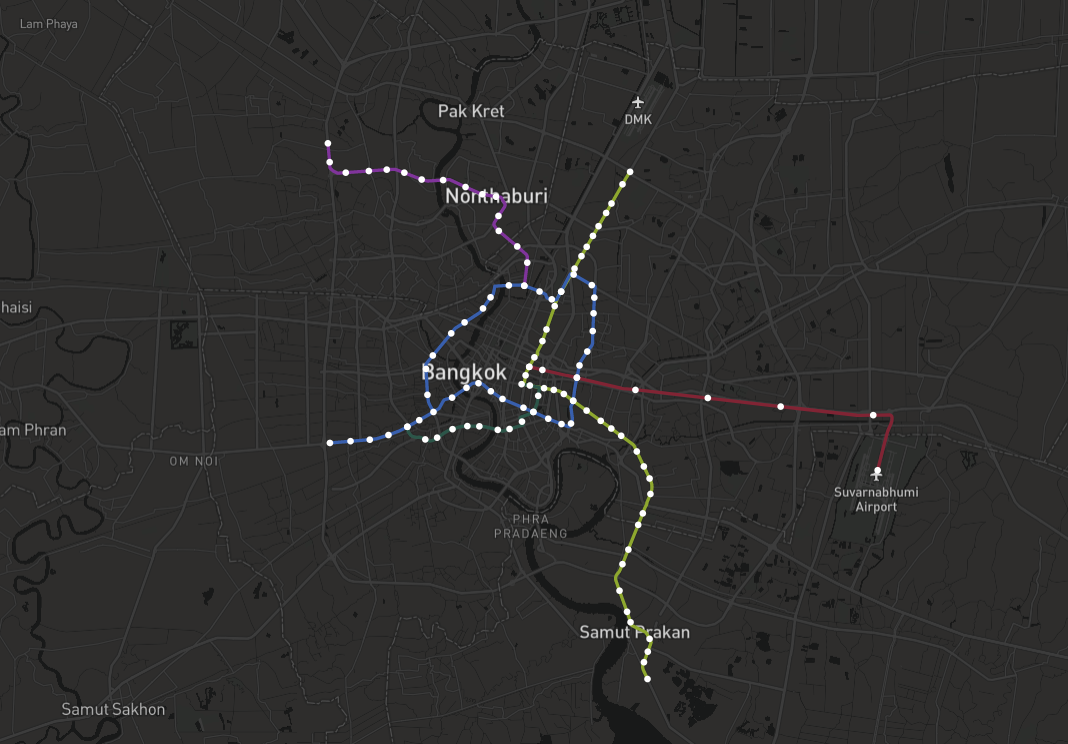 Lam Phaya
Pak Kret
DMK
Nonthaburi
haisi
Bangkok
am Phran
OM NOI
Suvarnabhumi
Airport
PHRA
PRADAENG
Samut Prakan
Samut Sakhon